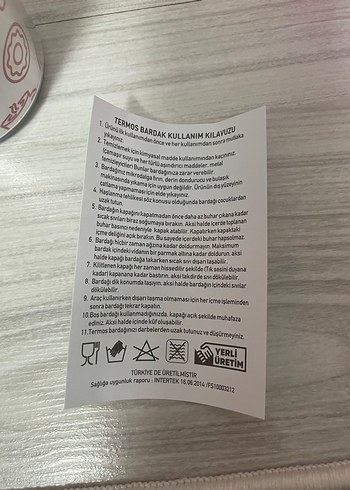 TERMOS BARDAK KULLANIM KILAVUZU
1. Ürünü ilk kullanımından önce ve her kullanımından sonra mutlaka
yıkayınız.
2. Temizlemek için kimyasal madde kullanımından kaçınınız.
(çamaşır suyu ve her türlü aşındırıcı maddeler, metal
temizleyiciler) Bunlar bardağınıza zarar verebilir.
3. Bardağınız mikrodalga fırın, derin dondurucu ve bulaşık
makinasında yıkama için uygun değildir. Ürünün dış yüzeyinin
çatlama yapmaması için elde yıkayınız.
4. Haşlanma tehlikesi söz konusu olduğunda bardağı çocuklardan
uzak tutun.
5. Bardağın kapağını kapatmadan önce daha az buhar çıkana kadar
sıcak sıvıları biraz soğumaya bırakın. Aksi halde içerde toplanan
buhar basıncı nedeniyle kapak atabilir. Kapatırken kapaktaki
içme deliğini açık bırakın. Bu sayede içerdeki buhar hapsolmaz.
6. Bardağı hiçbir zaman ağzına kadar doldurmayın. Maksimum
bardak içindeki vidanın bir parmak altına kadar doldurun, aksi
halde kapağı bardağa takarken sıcak sıvı dışarı taşabilir.
7. Kilitlenen kapağı her zaman hissedilir şekilde (Tık sesini duyana
kadar) kapanana kadar bastırın, aksi takdirde sıvı dökülebilir.
8. Bardağı dik konumda taşıyın, aksi halde bardağın içindeki sıvılar
dökülebilir.
9. Araç kullanırken dışarı taşma olmaması için her içme işleminden
sonra bardağı tekrar kapatın.
10.Boş bardağı kullanmadığınızda, kapağı açık şekilde muhafaza
ediniz. Aksi halde içinde küf oluşabilir.
11.Termos bardağınızı darbelerden uzak tutunuz ve düşürmeyiniz.
YERLİ
ÜRETİM
TÜRKİYE DE ÜRETİLMİŞTİR
Sağlığa uygunluk raporu : INTERTEK 16.08.2014 /FST0003212